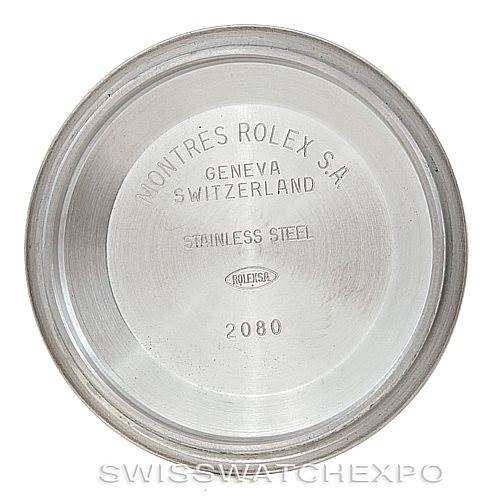 MONTRES ROLEX S.A.
GENEVA
SWITZERLAND
STAINLESS STEEL
ROLEXSA
2080
SWISSWATCHEXPO